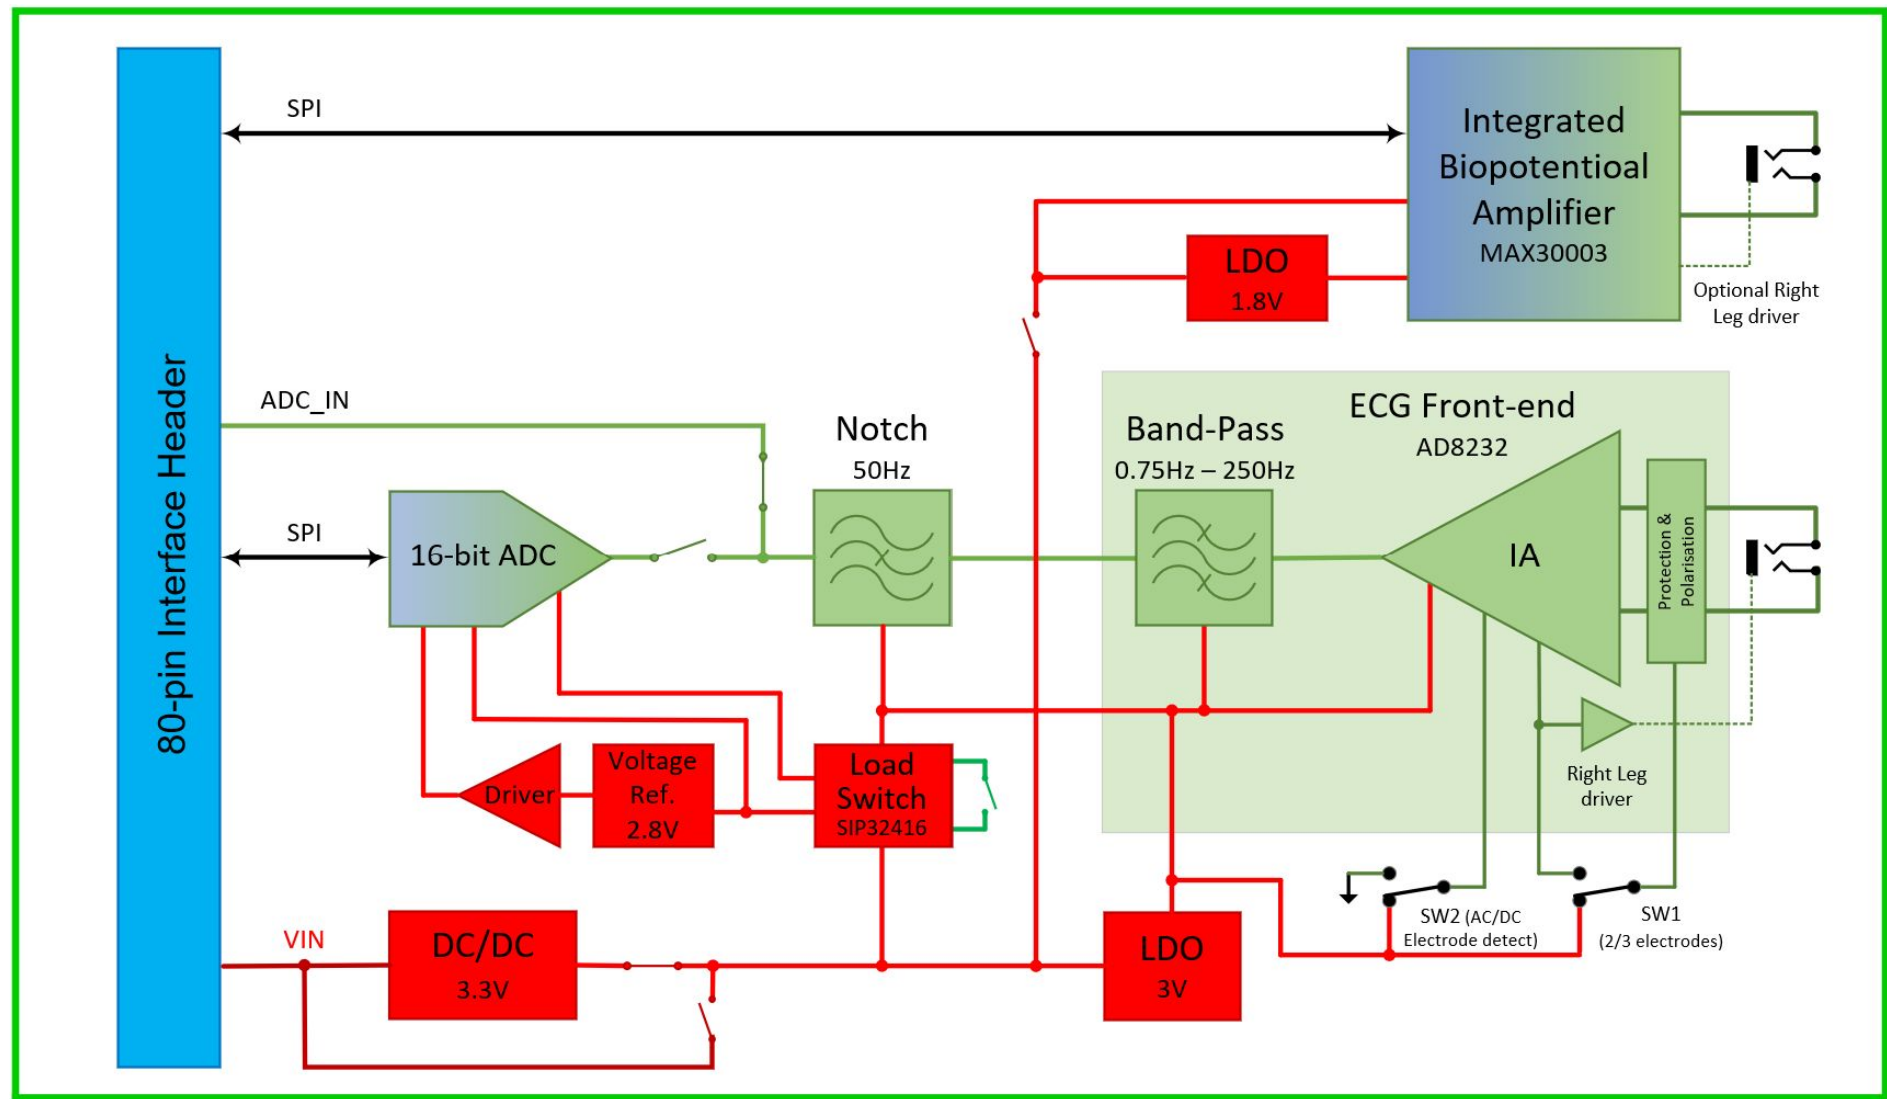 80-pin Interface Header
SPI
Integrated
Biopotentioal
Amplifier
MAX30003
LDO
1.8V
Optional Right
Leg driver
ADC_IN
Notch
50Hz
Band-Pass
0.75Hz – 250Hz
ECG Front-end
AD8232
SPI
16-bit ADC
IA
Protection &
Polarisation
Voltage
Ref.
2.8V
Driver
Load
Switch
SIP32416
Right Leg
driver
SW2 (AC/DC
Electrode detect)
SW1
(2/3 electrodes)
VIN
DC/DC
3.3V
LDO
3V